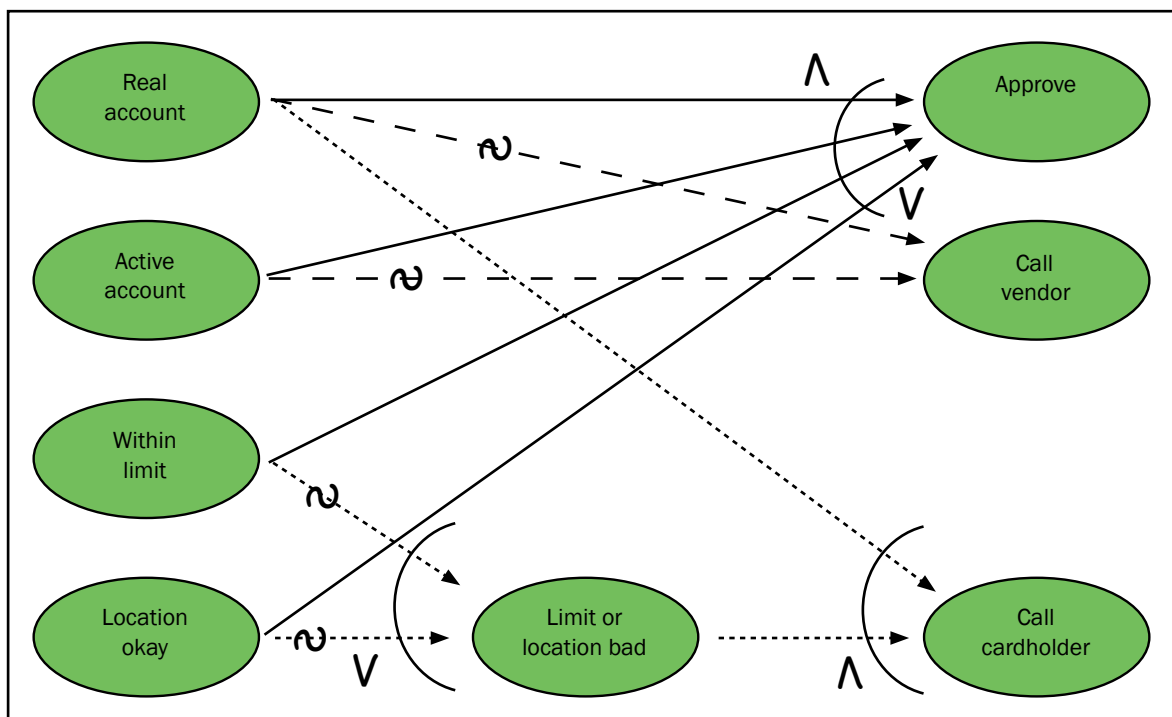 Real
account
Approve
Active
account
Call
vendor
Within
limit
Location
okay
Limit or
location bad
Call
cardholder